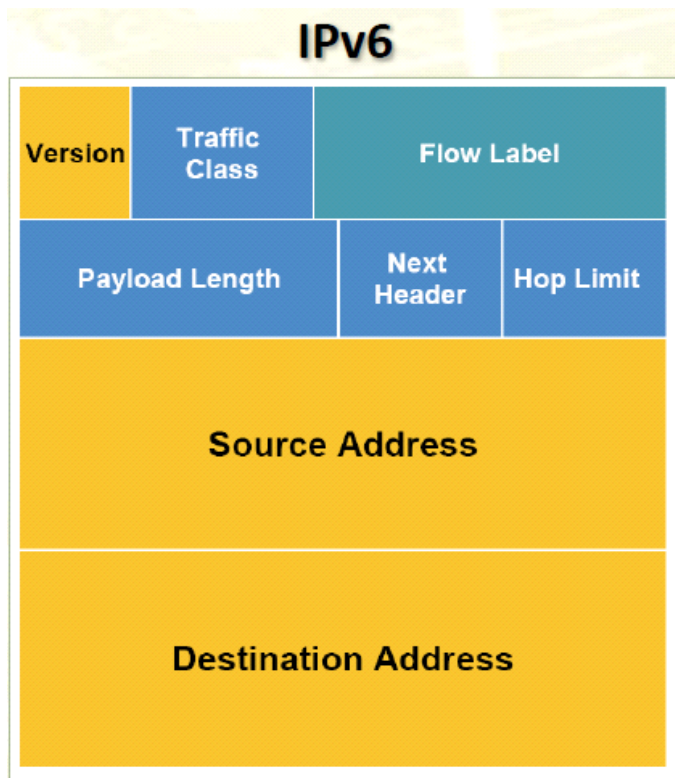 IPv6
Version
Traffic
Class
Flow Label
Payload Length
Next
Header
Hop Limit
Source Address
Destination Address